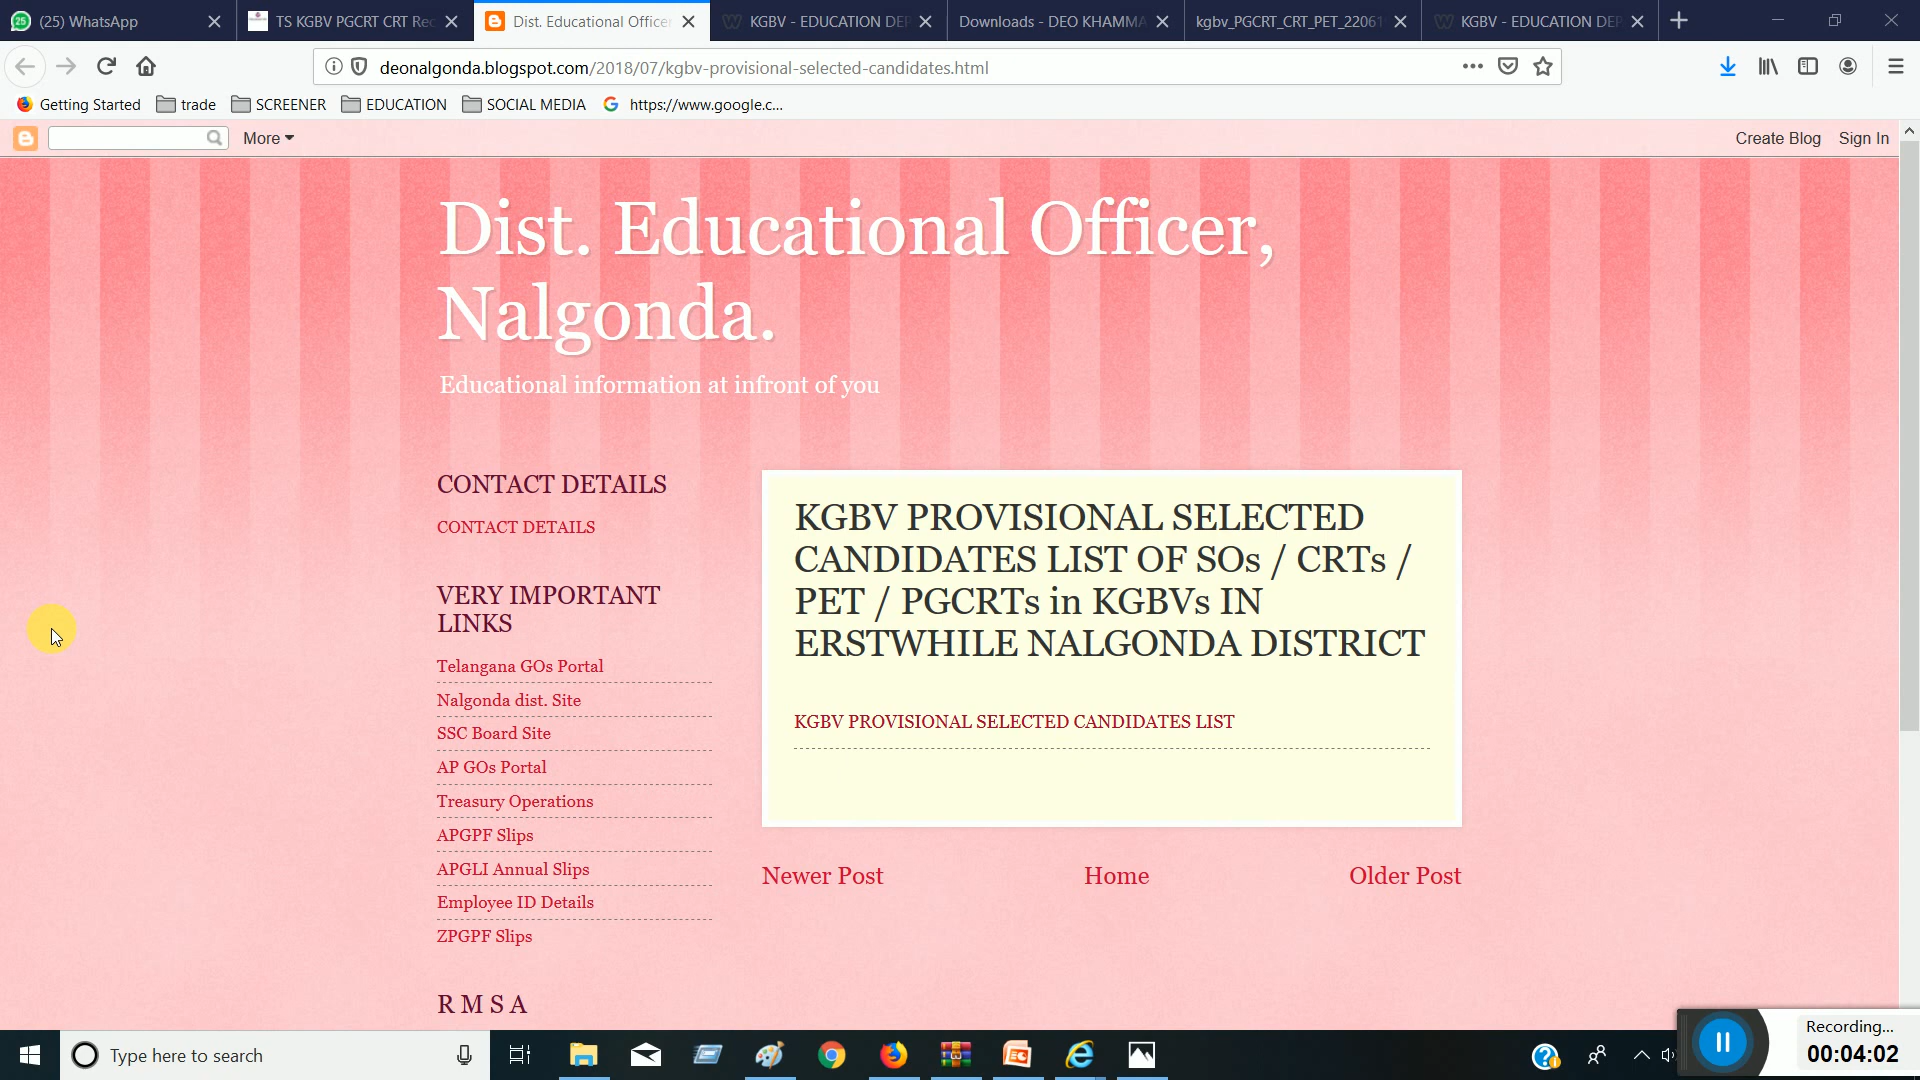 25
(25) WhatsApp
TS KGBV PGCRT CRT Rec
Dist. Educational Officer
KGBV - EDUCATION DEP
Downloads - DEO KHAMMA
kgbv_PGCRT_CRT_PET_22061
KGBV - EDUCATION DEP
deonalgonda.blogspot.com/2018/07/kgbv-provisional-selected-candidates.html
Getting Started
trade
SCREENER
EDUCATION
SOCIAL MEDIA
https://www.google.c...
More
Create Blog
Sign In
Dist. Educational Officer,
Nalgonda.
Educational information at infront of you
CONTACT DETAILS
CONTACT DETAILS
VERY IMPORTANT
LINKS
Telangana GOs Portal
Nalgonda dist. Site
SSC Board Site
AP GOs Portal
Treasury Operations
APGPF Slips
APGLI Annual Slips
Employee ID Details
ZPGPF Slips
R M S A
KGBV PROVISIONAL SELECTED
CANDIDATES LIST OF SOs / CRTs /
PET / PGCRTs in KGBVs IN
ERSTWHILE NALGONDA DISTRICT
KGBV PROVISIONAL SELECTED CANDIDATES LIST
Newer Post
Home
Older Post
Type here to search
Recording...
00:04:02